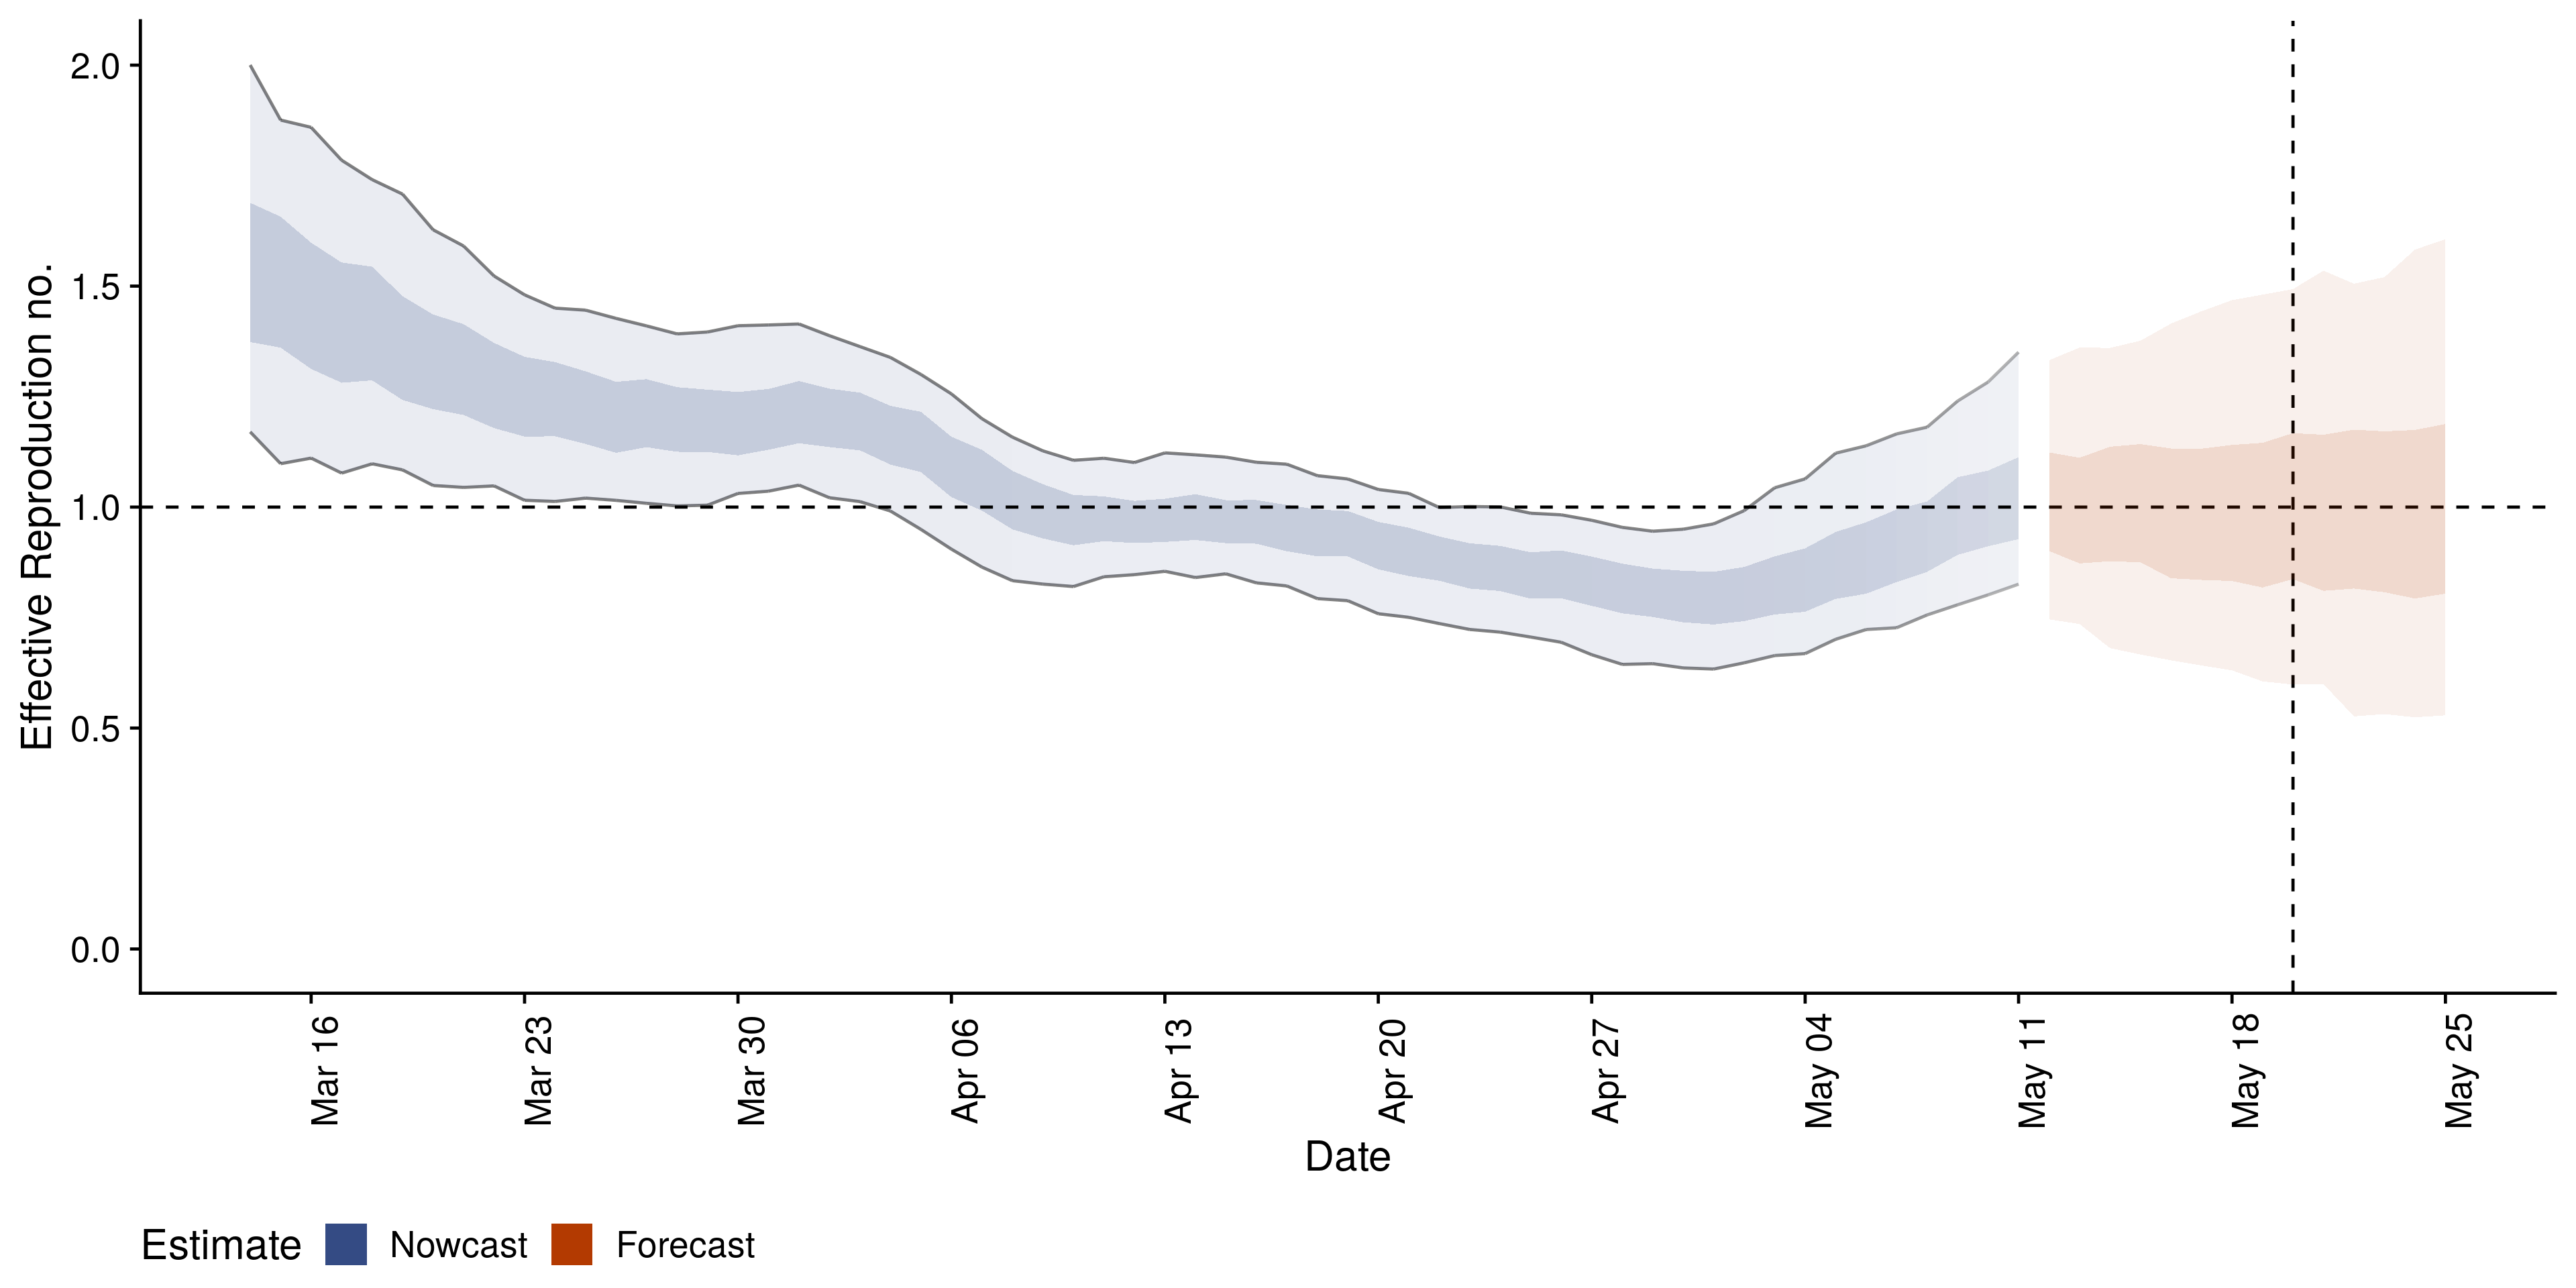 Effective Reproduction no.
2.0
1.5
1.0
0.5
0.0
Mar 16
Mar 23
Mar 30
Apr 06
Apr 13
Apr 20
Apr 27
May 04
May 11
May 18
May 25
Date
Estimate Nowcast Forecast